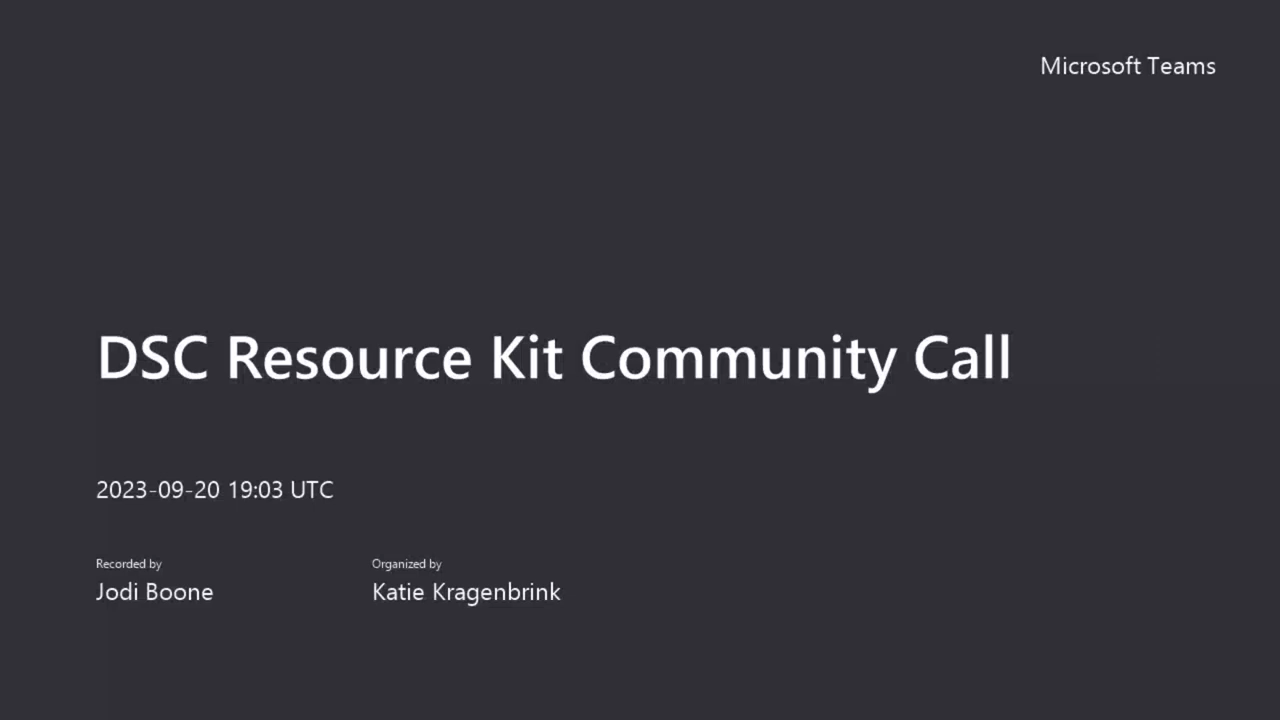 Microsoft Teams
DSC Resource Kit Community Call
2023-09-20 19:03 UTC
Recorded by
Jodi Boone
Organized by
Katie Kragenbrink